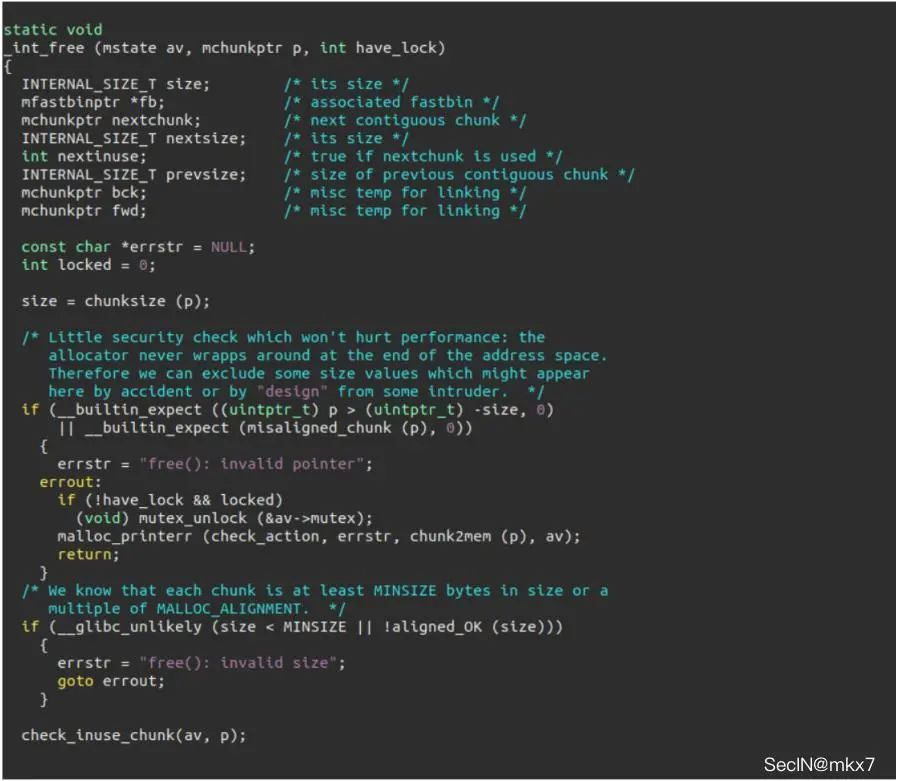 static void
_int_free (mstate av, mchunkptr p, int have_lock)
{
  INTERNAL_SIZE_T size;        /* its size */
  mfastbinptr *fb;             /* associated fastbin */
  mchunkptr nextchunk;         /* next contiguous chunk */
  INTERNAL_SIZE_T nextsize;    /* its size */
  int nextinuse;               /* true if nextchunk is used */
  INTERNAL_SIZE_T prevsize;    /* size of previous contiguous chunk */
  mchunkptr bck;               /* misc temp for linking */
  mchunkptr fwd;               /* misc temp for linking */

  const char *errstr = NULL;
  int locked = 0;

  size = chunksize (p);

  /* Little security check which won't hurt performance: the
     allocator never wrapps around at the end of the address space.
     Therefore we can exclude some size values which might appear
     here by accident or by "design" from some intruder.  */
  if (__builtin_expect ((uintptr_t) p > (uintptr_t) -size, 0)
      || __builtin_expect (misaligned_chunk (p), 0))
    {
      errstr = "free(): invalid pointer";
    errout:
      if (!have_lock && locked)
        (void) mutex_unlock (&av->mutex);
      malloc_printerr (check_action, errstr, chunk2mem (p), av);
      return;
    }
  /* We know that each chunk is at least MINSIZE bytes in size or a
     multiple of MALLOC_ALIGNMENT.  */
  if (__glibc_unlikely (size < MINSIZE || !aligned_OK (size)))
    {
      errstr = "free(): invalid size";
      goto errout;
    }

  check_inuse_chunk(av, p);
SecIN@mkx7